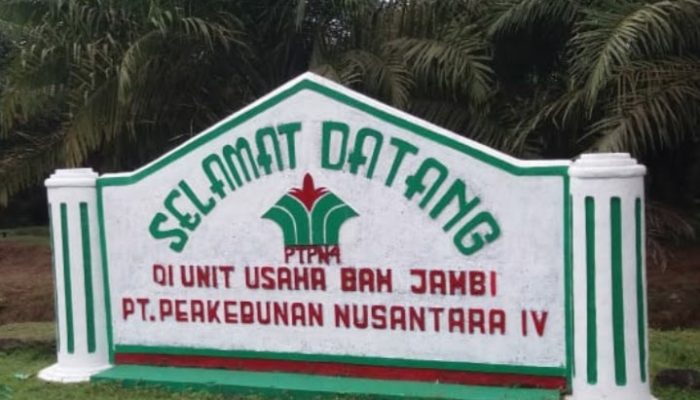 SELAMAT DATANG
PTPN4
DI UNIT USAHA BAH JAMBI
PT. PERKEBUNAN NUSANTARA IV